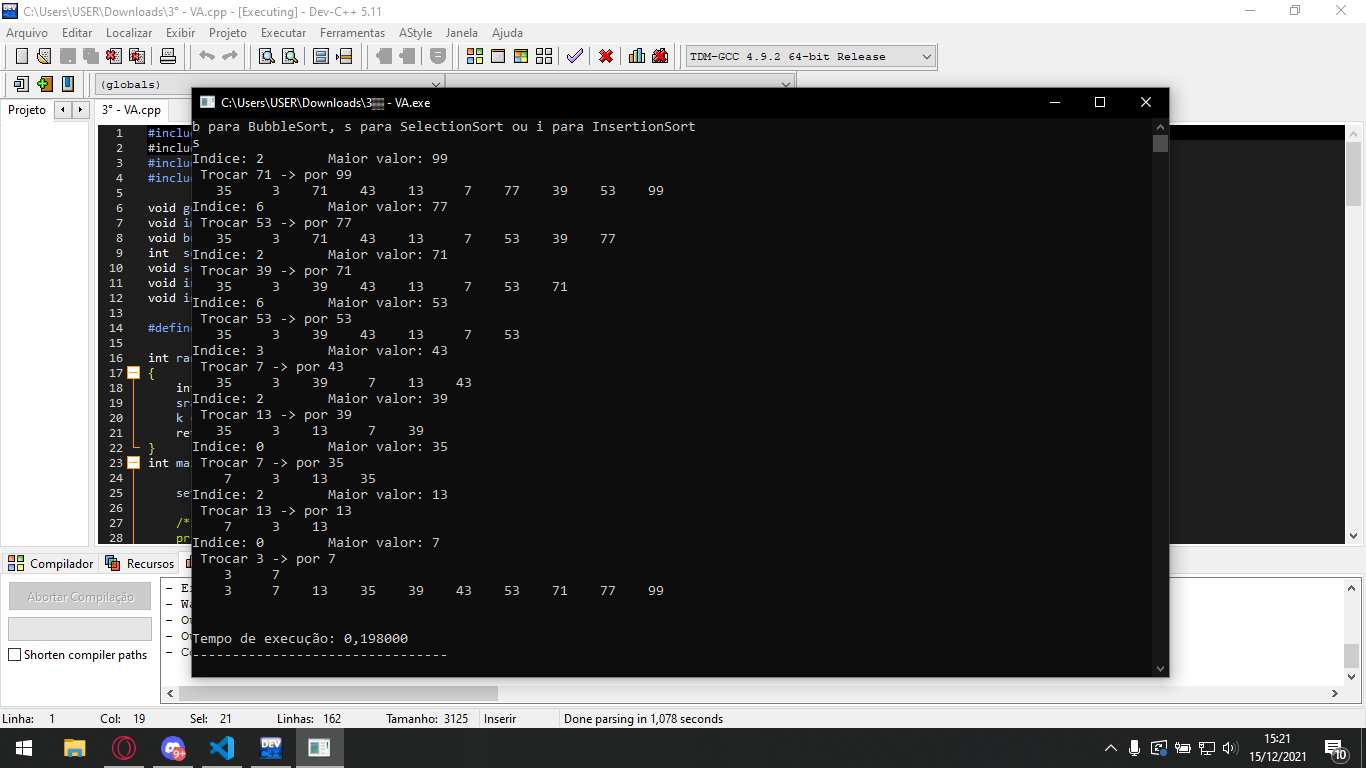 C:\Users\USER\Downloads\3° - VA.cpp - [Executing] - Dev-C++ 5.11
Arquivo Editar Localizar Exibir Projeto Executar Ferramentas AStyle Janela Ajuda
TDM-GCC 4.9.2 64-bit Release
(globals)
Projeto 3° - VA.cpp
1 #inclu
2 #inclu
3 #inclu
4 #inclu
5
6 void g
7 void i
8 void b
9 int s
10 void s
11 void i
12 void i
13
14 #defin
15
16 int ra
17 {
18 in
19 sr
20 k
21 re
22 }
23 int ma
24
25 se
26
27 /*
28 pr
C:\Users\USER\Downloads\3 - VA.exe
b para BubbleSort, s para SelectionSort ou i para InsertionSort
s
Indice: 2 Maior valor: 99
Trocar 71 -> por 99
35 3 71 43 13 7 77 39 53 99
Indice: 6 Maior valor: 77
Trocar 53 -> por 77
35 3 71 43 13 7 53 39 77
Indice: 2 Maior valor: 71
Trocar 39 -> por 71
35 3 39 43 13 7 53 71
Indice: 6 Maior valor: 53
Trocar 53 -> por 53
35 3 39 43 13 7 53
Indice: 3 Maior valor: 43
Trocar 7 -> por 43
35 3 39 7 13 43
Indice: 2 Maior valor: 39
Trocar 13 -> por 39
35 3 13 7 39
Indice: 0 Maior valor: 35
Trocar 7 -> por 35
7 3 13 35
Indice: 2 Maior valor: 13
Trocar 13 -> por 13
7 3 13
Indice: 0 Maior valor: 7
Trocar 3 -> por 7
3 7
3 7 13 35 39 43 53 71 77 99
Tempo de execução: 0,198000
--------------------------------
Compilador Recursos
Abortar Compilação
Shorten compiler paths
Linha: 1 Col: 19 Sel: 21 Linhas: 162 Tamanho: 3125 Inserir Done parsing in 1,078 seconds
9+
DEV
15:21
15/12/2021
10